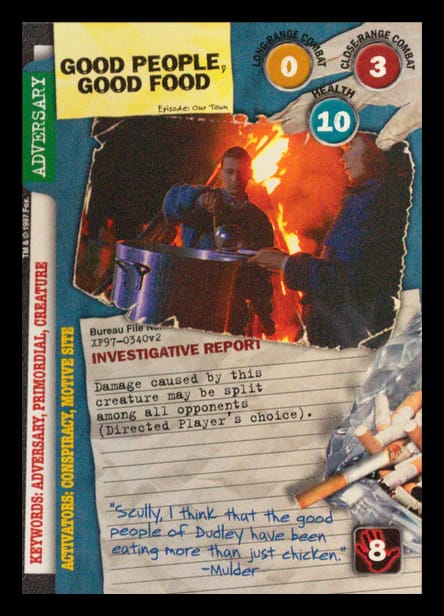 GOOD PEOPLE,
GOOD FOOD
Episode: Our Town
LONG-RANGE COMBAT
0
CLOSE-RANGE COMBAT
3
HEALTH
10
ADVERSARY
TM & © 1997 Fox.
KEYWORDS: ADVERSARY, PRIMORDIAL, CREATURE
ACTIVATORS: CONSPIRACY, MOTIVE SITE
Bureau File
XF97-0340v2
INVESTIGATIVE REPORT
Damage caused by this
creature may be split
among all opponents
(Directed Player's choice).
"Scully, I think that the good
people of Dudley have been
eating more than just chicken."
-Mulder
8